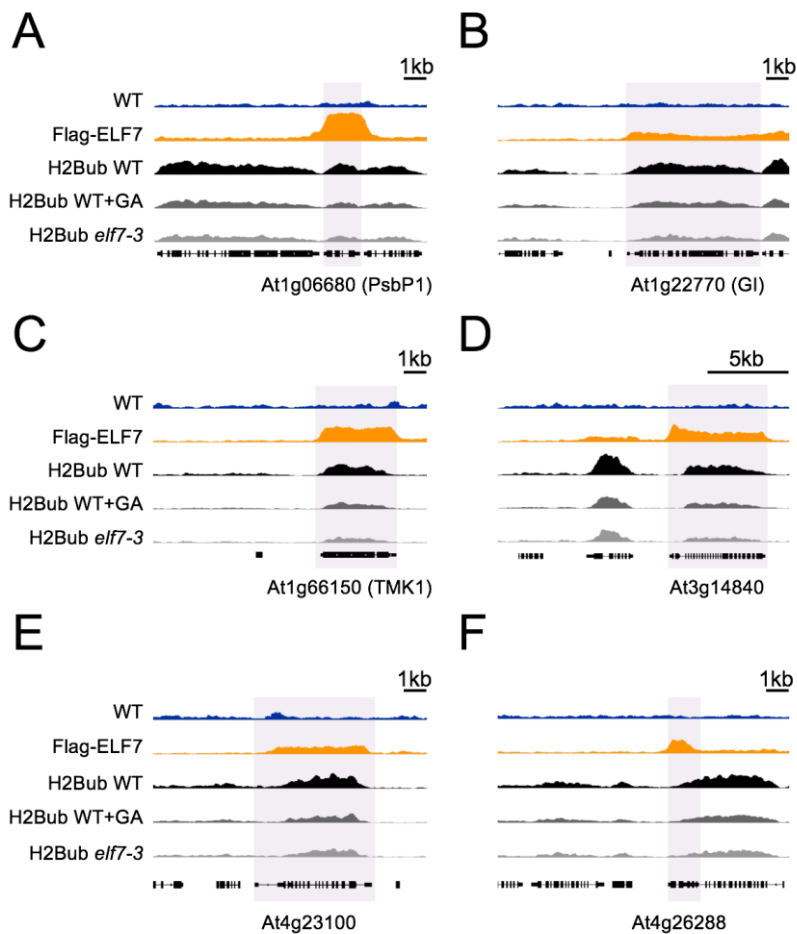 A
B
1kb
1kb
WT
Flag-ELF7
H2Bub WT
H2Bub WT+GA
H2Bub elf7-3
At1g06680 (PsbP1)
At1g22770 (GI)
C
D
1kb
5kb
WT
Flag-ELF7
H2Bub WT
H2Bub WT+GA
H2Bub elf7-3
At1g66150 (TMK1)
At3g14840
E
F
1kb
1kb
WT
Flag-ELF7
H2Bub WT
H2Bub WT+GA
H2Bub elf7-3
At4g23100
At4g26288